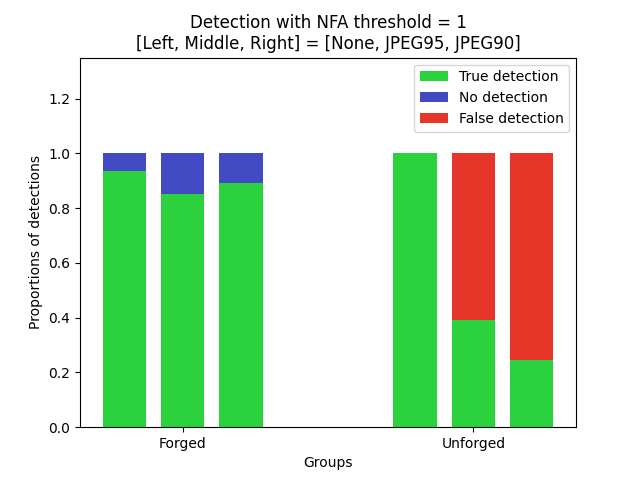 Detection with NFA threshold = 1
[Left, Middle, Right] = [None, JPEG95, JPEG90]
True detection
No detection
False detection
1.2
1.0
0.8
0.6
0.4
0.2
0.0
Proportions of detections
Forged
Unforged
Groups